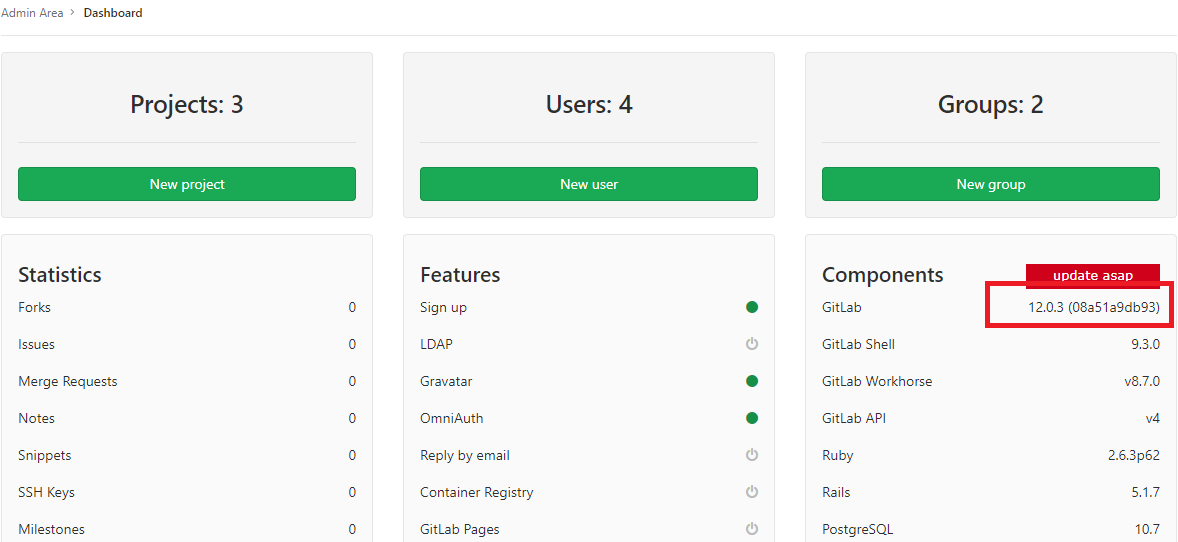 Admin Area > Dashboard
Projects: 3
New project
Users: 4
New user
Groups: 2
New group
Statistics
Forks 0
Issues 0
Merge Requests 0
Notes 0
Snippets 0
SSH Keys 0
Milestones 0
Features
Sign up
LDAP
Gravatar
OmniAuth
Reply by email
Container Registry
GitLab Pages
Components update asap
GitLab 12.0.3 (08a51a9db93)
GitLab Shell 9.3.0
GitLab Workhorse v8.7.0
GitLab API v4
Ruby 2.6.3p62
Rails 5.1.7
PostgreSQL 10.7